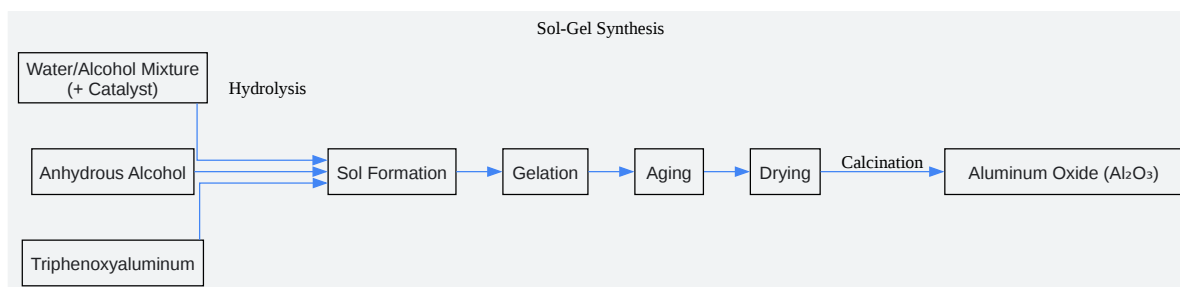 Sol-Gel Synthesis
Water/Alcohol Mixture
(+ Catalyst)
Hydrolysis
Anhydrous Alcohol
Sol Formation
Gelation
Aging
Drying
Calcination
Aluminum Oxide (Al₂O₃)
Triphenoxyaluminum